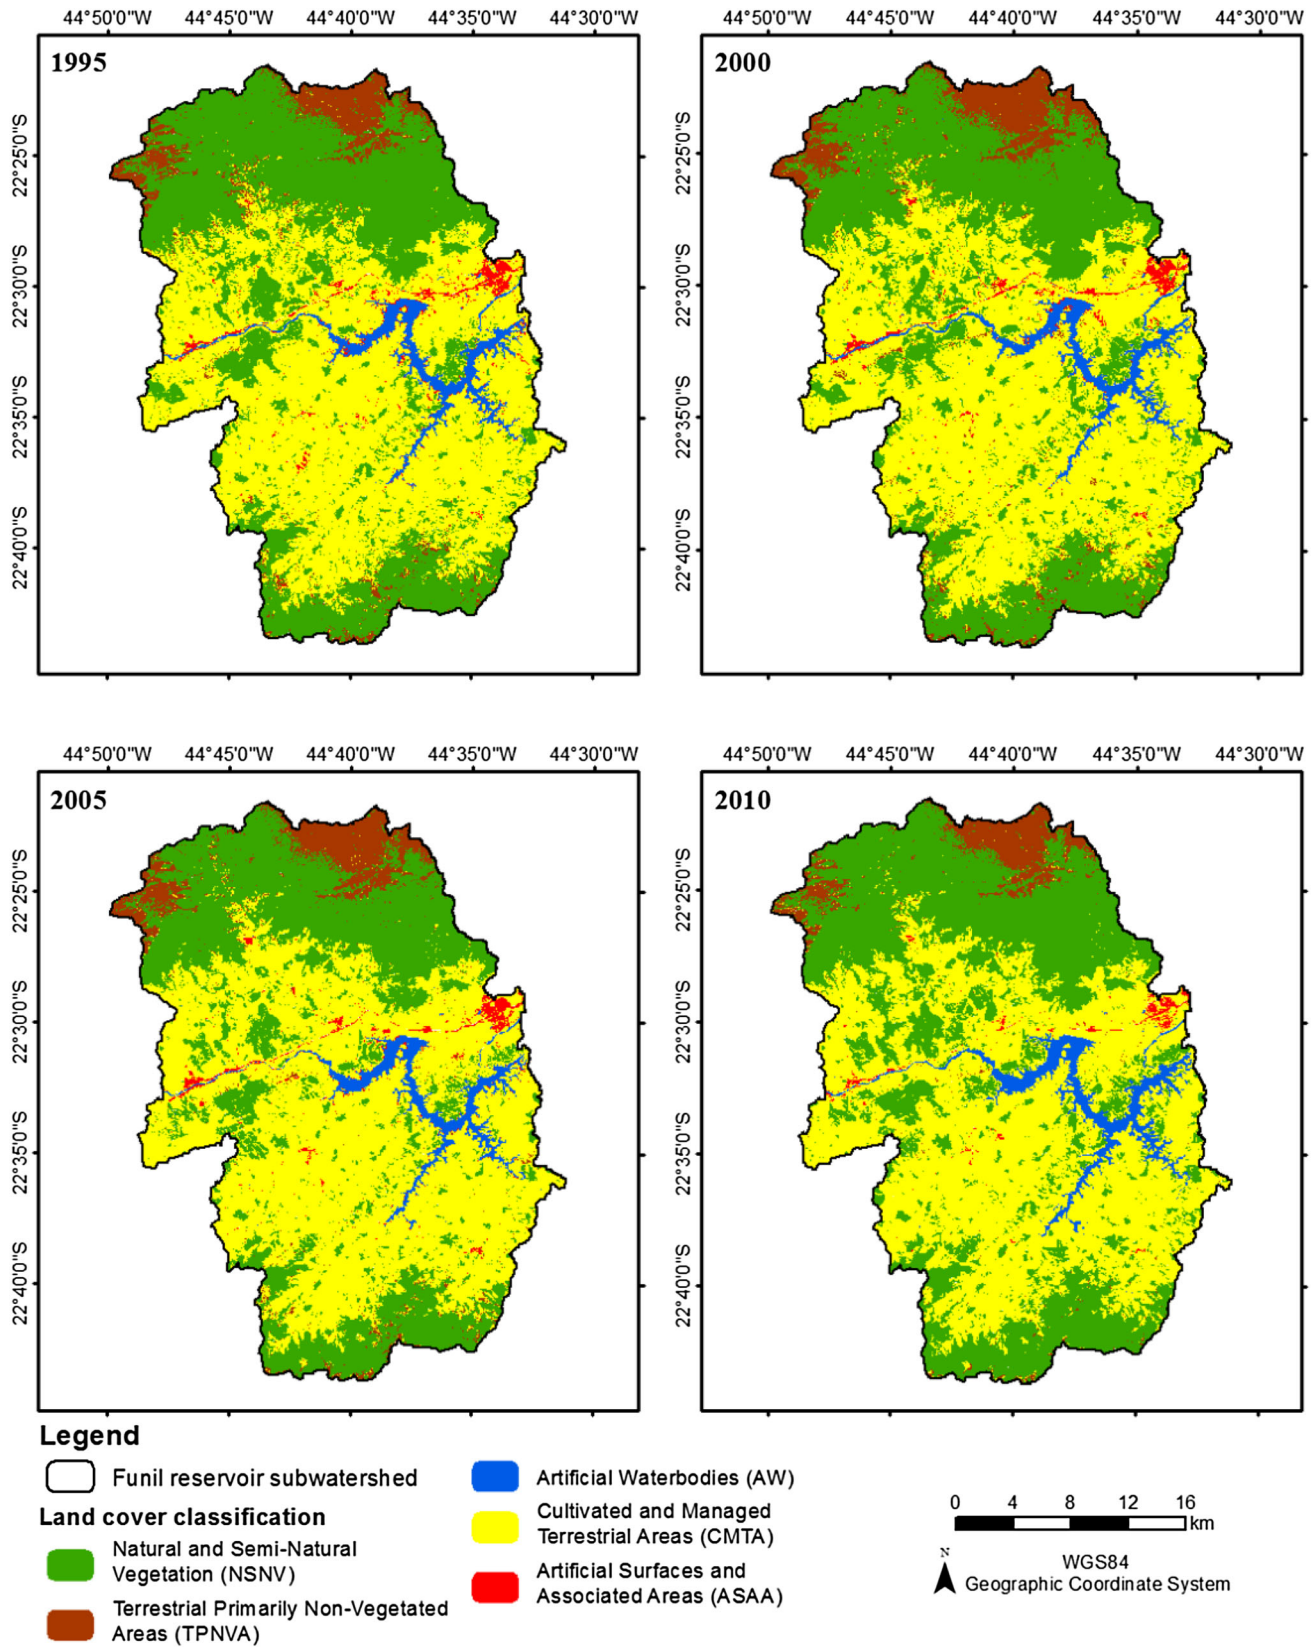 44°50'0"W 44°45'0"W 44°40'0"W 44°35'0"W 44°30'0"W
44°50'0"W 44°45'0"W 44°40'0"W 44°35'0"W 44°30'0"W
1995
2000
22°25'0"S
22°30'0"S
22°35'0"S
22°40'0"S
22°25'0"S
22°30'0"S
22°35'0"S
22°40'0"S
44°50'0"W 44°45'0"W 44°40'0"W 44°35'0"W 44°30'0"W
44°50'0"W 44°45'0"W 44°40'0"W 44°35'0"W 44°30'0"W
2005
2010
22°25'0"S
22°30'0"S
22°35'0"S
22°40'0"S
22°25'0"S
22°30'0"S
22°35'0"S
22°40'0"S
Legend
Funil reservoir subwatershed
Land cover classification
Natural and Semi-Natural
Vegetation (NSNV)
Terrestrial Primarily Non-Vegetated
Areas (TPNVA)
Artificial Waterbodies (AW)
Cultivated and Managed
Terrestrial Areas (CMTA)
Artificial Surfaces and
Associated Areas (ASAA)
0 4 8 12 16
km
N
WGS84
Geographic Coordinate System